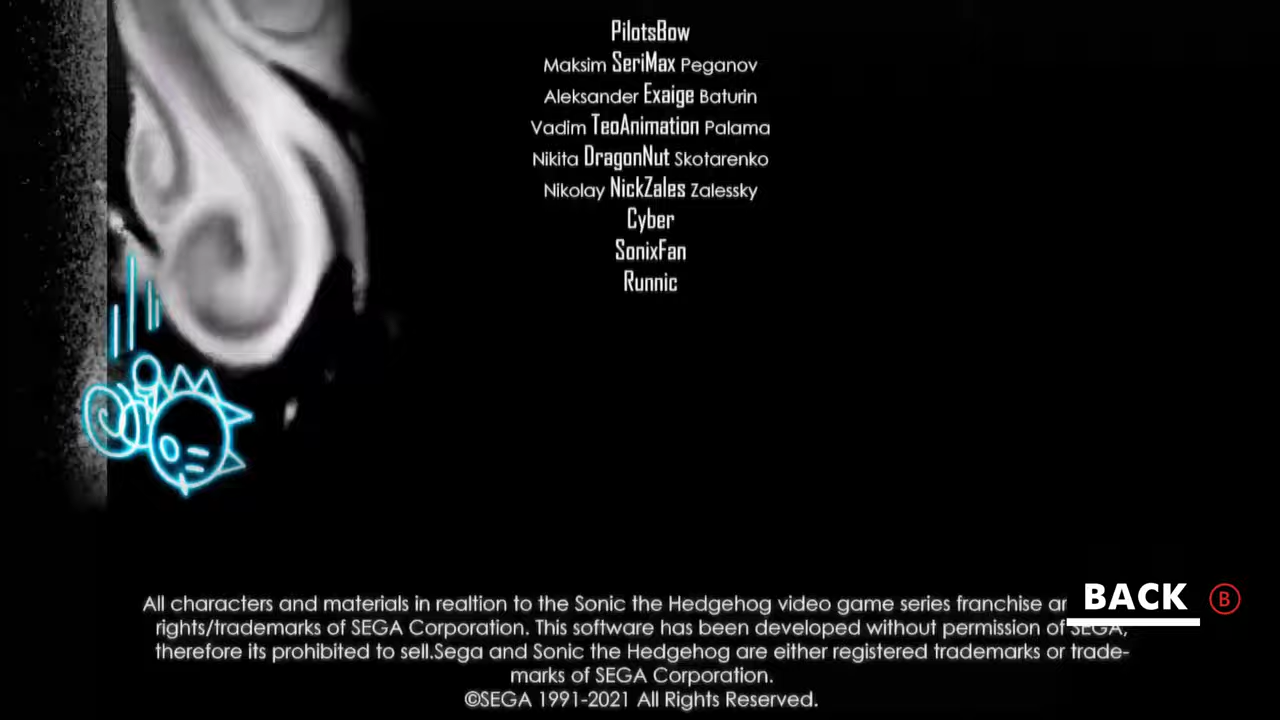 PilotsBow
Maksim SeriMax Peganov
Aleksander Exaige Baturin
Vadim TeoAnimation Palama
Nikita DragonNut Skotarenko
Nikolay NickZales Zalessky
Cyber
SonixFan
Runnic
BACK B
All characters and materials in realtion to the Sonic the Hedgehog video game series franchise
rights/trademarks of SEGA Corporation. This software has been developed without permission of SEGA,
therefore its prohibited to sell.Sega and Sonic the Hedgehog are either registered trademarks or trade-
marks of SEGA Corporation.
©SEGA 1991-2021 All Rights Reserved.